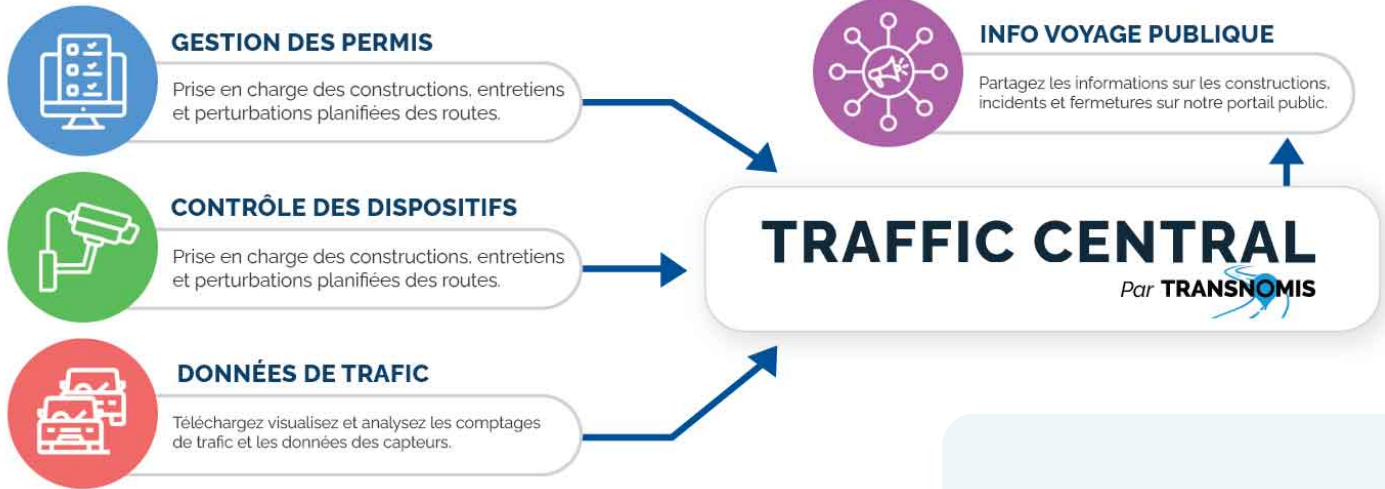 GESTION DES PERMIS
Prise en charge des constructions, entretiens
et perturbations planifiées des routes.
CONTRÔLE DES DISPOSITIFS
Prise en charge des constructions, entretiens
et perturbations planifiées des routes.
DONNÉES DE TRAFIC
Téléchargez visualisez et analysez les comptages
de trafic et les données des capteurs.
INFO VOYAGE PUBLIQUE
Partagez les informations sur les constructions,
incidents et fermetures sur notre portail public.
TRAFFIC CENTRAL
Par TRANSNOMIS